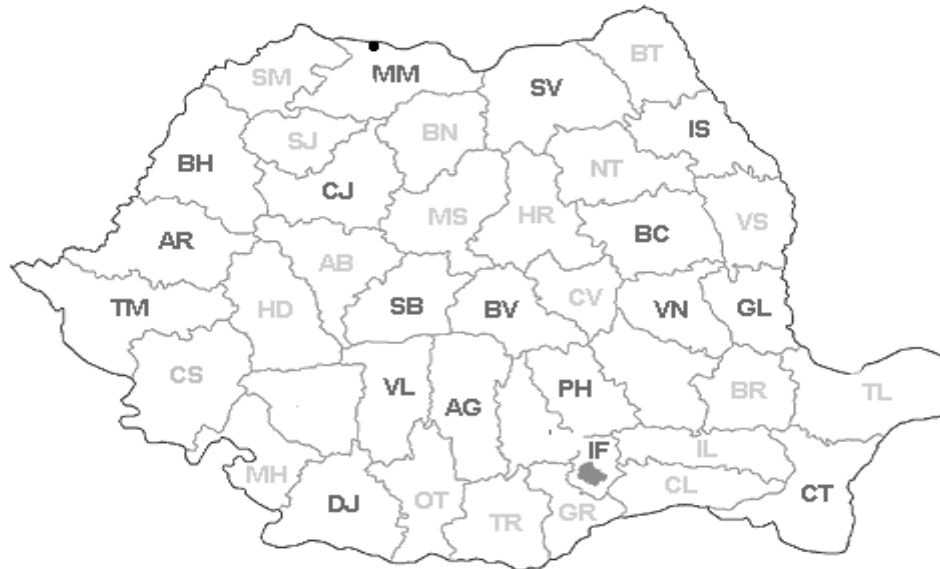 BT
SM
MM
SV
IS
BN
SJ
BH
NT
CJ
MS
HR
VS
BC
AR
AB
TM
HD
SB
BV
CV
VN
GL
CS
VL
PH
BR
TL
AG
IF
IL
MH
CL
CT
DJ
OT
GR
TR